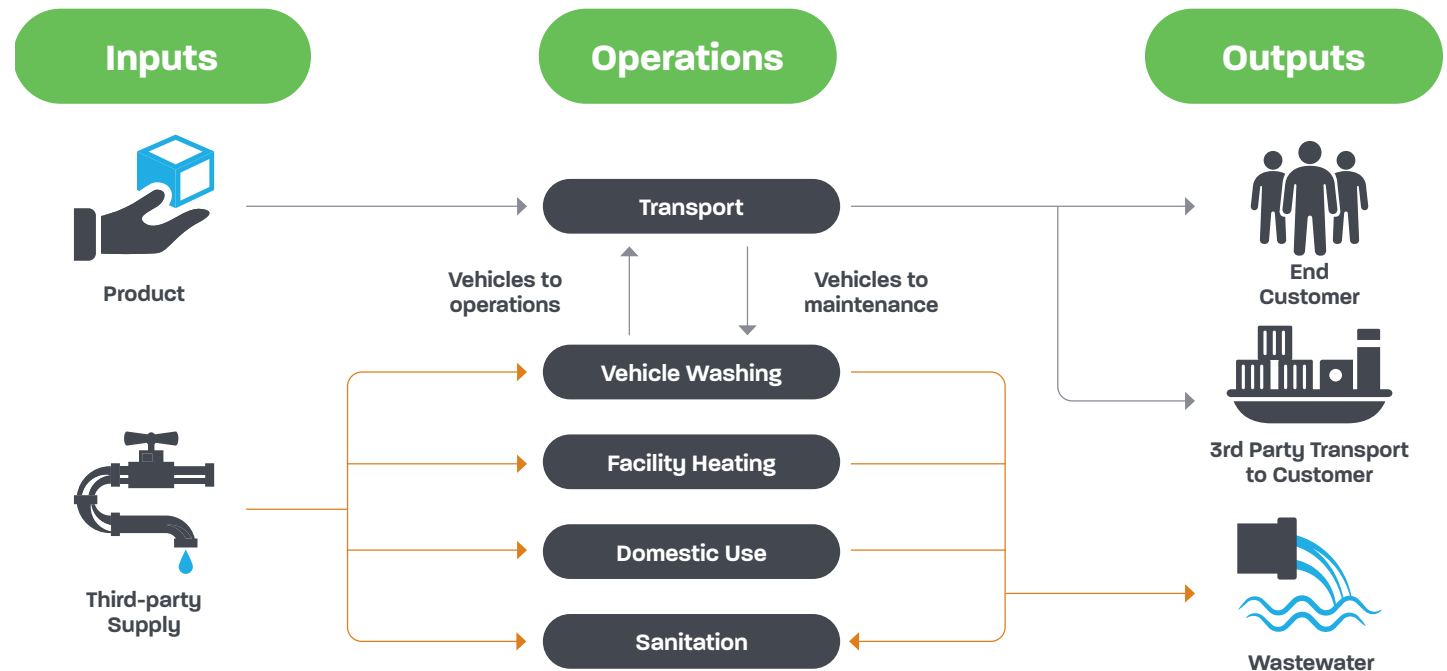 Inputs
Operations
Outputs
Product
Transport
End
Customer
Vehicles to
operations
Vehicles to
maintenance
Vehicle Washing
Facility Heating
Domestic Use
Sanitation
Third-party
Supply
3rd Party Transport
to Customer
Wastewater